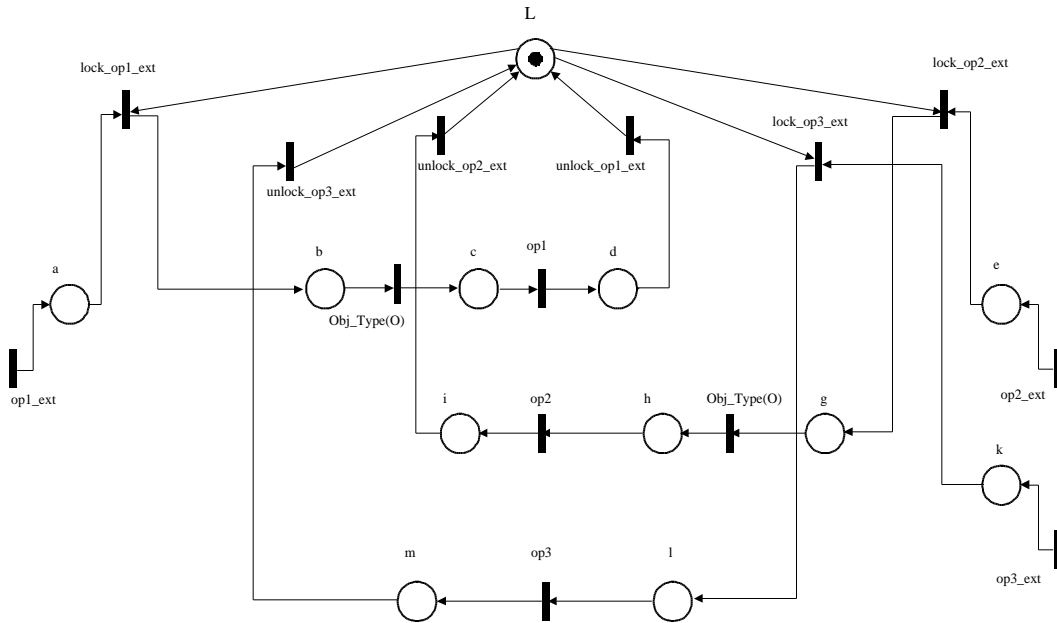 L
lock_op1_ext
lock_op2_ext
lock_op3_ext
unlock_op3_ext
unlock_op2_ext
unlock_op1_ext
a
b
c
op1
d
e
Obj_Type(O)
op1_ext
op2_ext
i
op2
h
Obj_Type(O)
g
k
m
op3
l
op3_ext